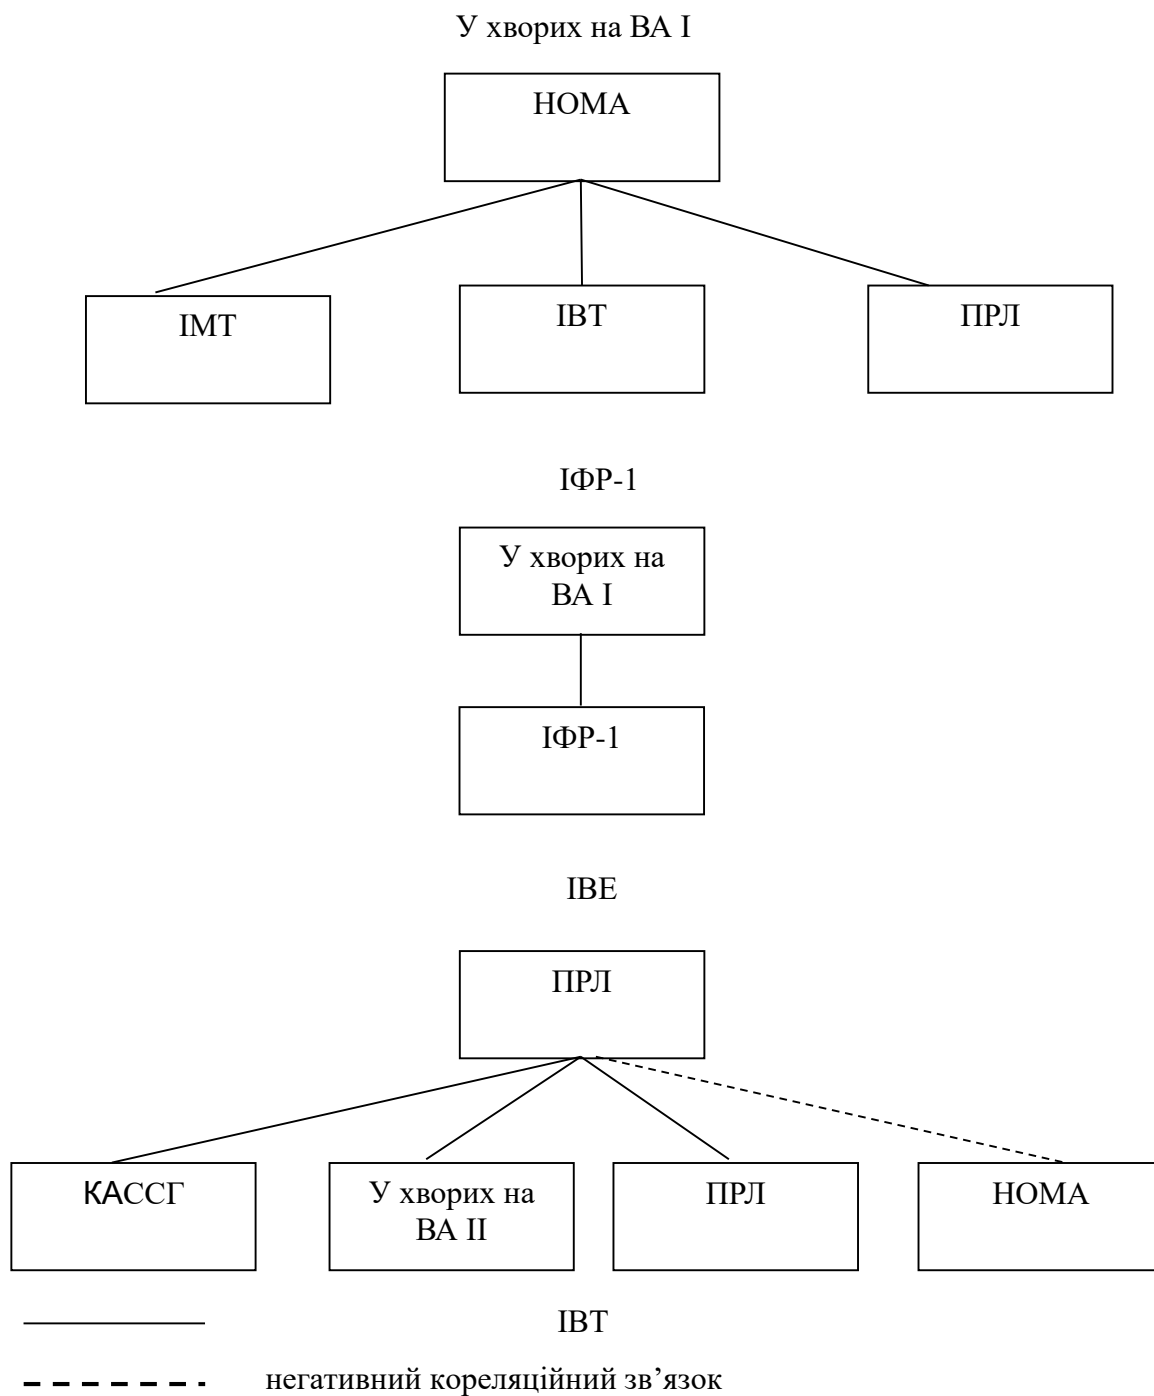 У хворих на ВА І
НОМА
ІМТ
ІВТ
ПРЛ
ІФР-1
У хворих на
ВА І
ІФР-1
ІВЕ
ПРЛ
КАССГ
У хворих на
ВА ІІ
ПРЛ
НОМА
ІВТ
негативний кореляційний зв’язок